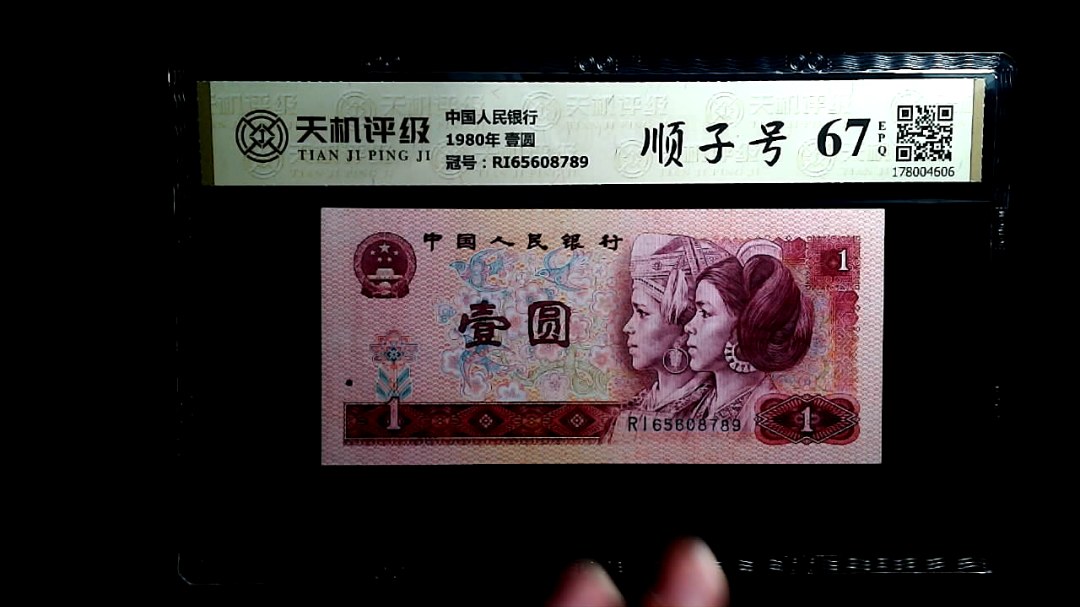 天机评级
TIAN JI PING JI
中国人民银行
1980年 壹圆
冠号：RI65608789
顺子号
67
EPQ
178004606
中国人民银行
壹圆
1
1
1
RI65608789